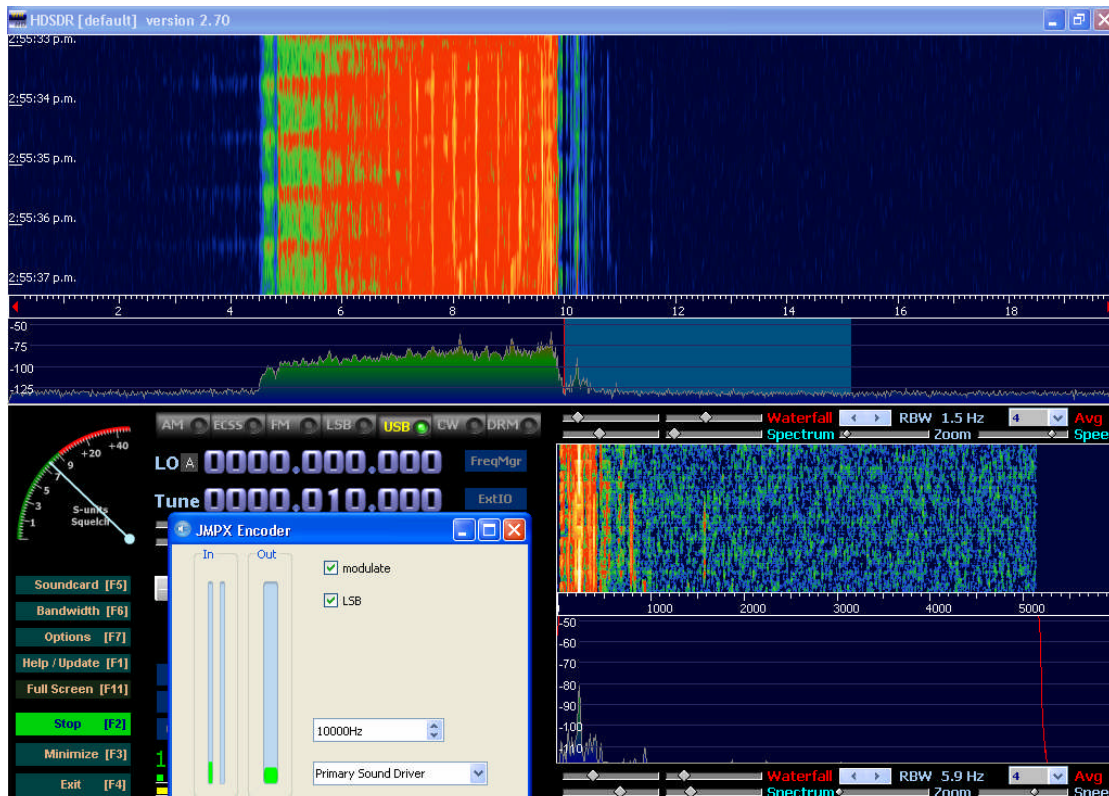 HDSDR [default] version 2.70
2:55:33 p.m.
2:55:34 p.m.
2:55:35 p.m.
2:55:36 p.m.
2:55:37 p.m.
2 4 6 8 10 12 14 16 18
-50
-75
-100
-125
AM ECSS FM LSB USB CW DRM
Waterfall RBW 1.5 Hz 4 Avg
Spectrum Zoom Spee
+40
+20
9
7
5
3
1
S-units
Squelch
LO A 0000.000.000 FreqMgr
Tune 0000.010.000 ExtIO
JMPX Encoder
In Out
modulate
LSB
10000Hz
Primary Sound Driver
Soundcard [F5]
Bandwidth [F6]
Options [F7]
Help / Update [F1]
Full Screen [F11]
Stop [F2]
Minimize [F3]
Exit [F4]
1000 2000 3000 4000 5000
-50
-60
-70
-80
-90
-100
-110
Waterfall RBW 5.9 Hz 4 Avg
Spectrum Zoom Spee